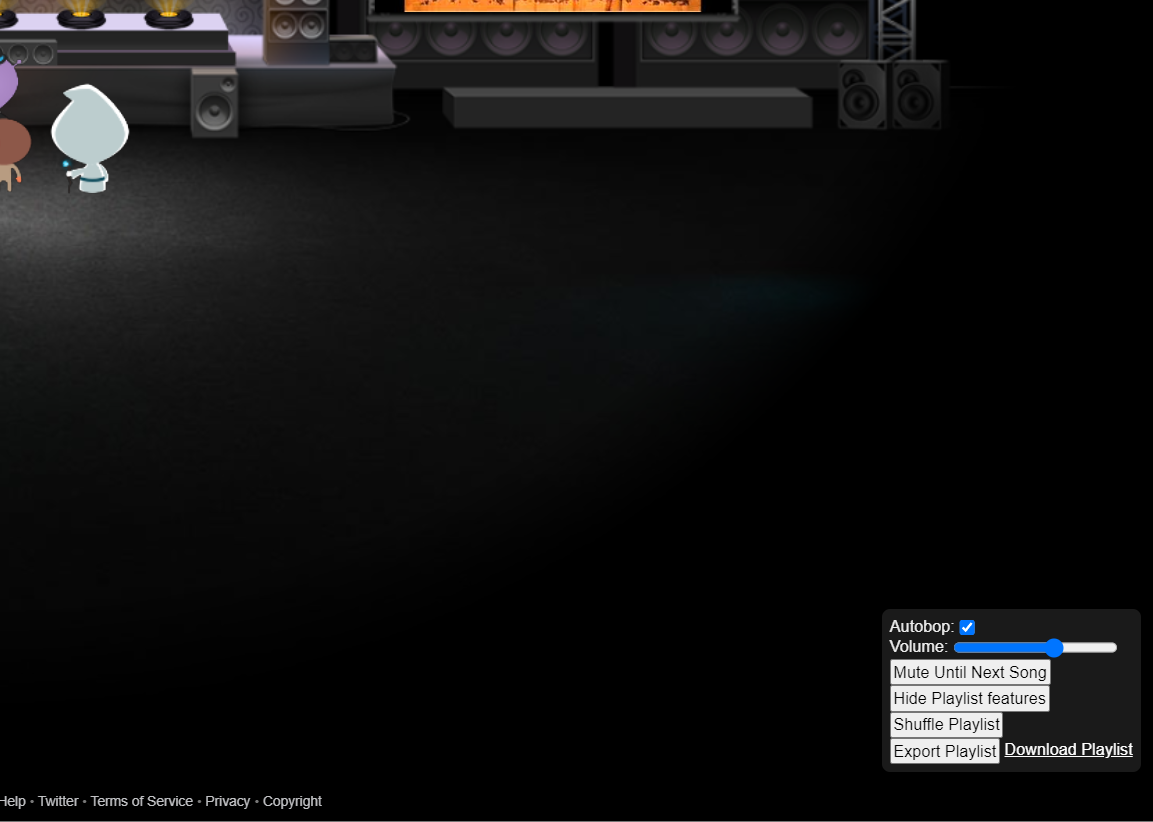 Autobop:
Volume:
Mute Until Next Song
Hide Playlist features
Shuffle Playlist
Export Playlist Download Playlist
Help • Twitter • Terms of Service • Privacy • Copyright